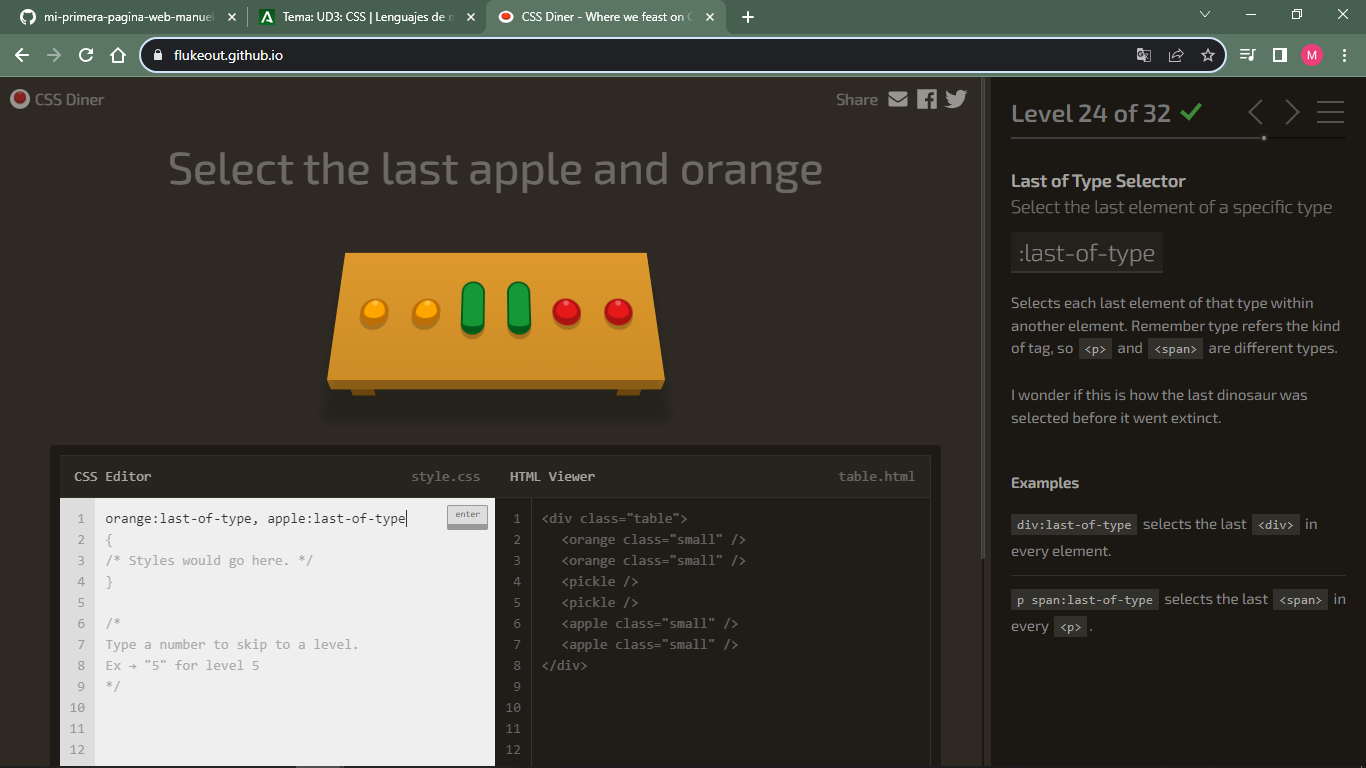 mi-primera-pagina-web-manuel
Tema: UD3: CSS | Lenguajes de m
CSS Diner - Where we feast on C
flukeout.github.io
M
CSS Diner
Share
Select the last apple and orange
CSS Editor
style.css
1 orange:last-of-type, apple:last-of-type
enter
2 {
3 /* Styles would go here. */
4 }
5
6 /*
7 Type a number to skip to a level.
8 Ex → "5" for level 5
9 */
10
11
12
HTML Viewer
table.html
1 <div class="table">
2 <orange class="small" />
3 <orange class="small" />
4 <pickle />
5 <pickle />
6 <apple class="small" />
7 <apple class="small" />
8 </div>
9
10
11
12
Level 24 of 32
Last of Type Selector
Select the last element of a specific type
:last-of-type
Selects each last element of that type within
another element. Remember type refers the kind
of tag, so <p> and <span> are different types.
I wonder if this is how the last dinosaur was
selected before it went extinct.
Examples
div:last-of-type selects the last <div> in
every element.
p span:last-of-type selects the last <span> in
every <p> .